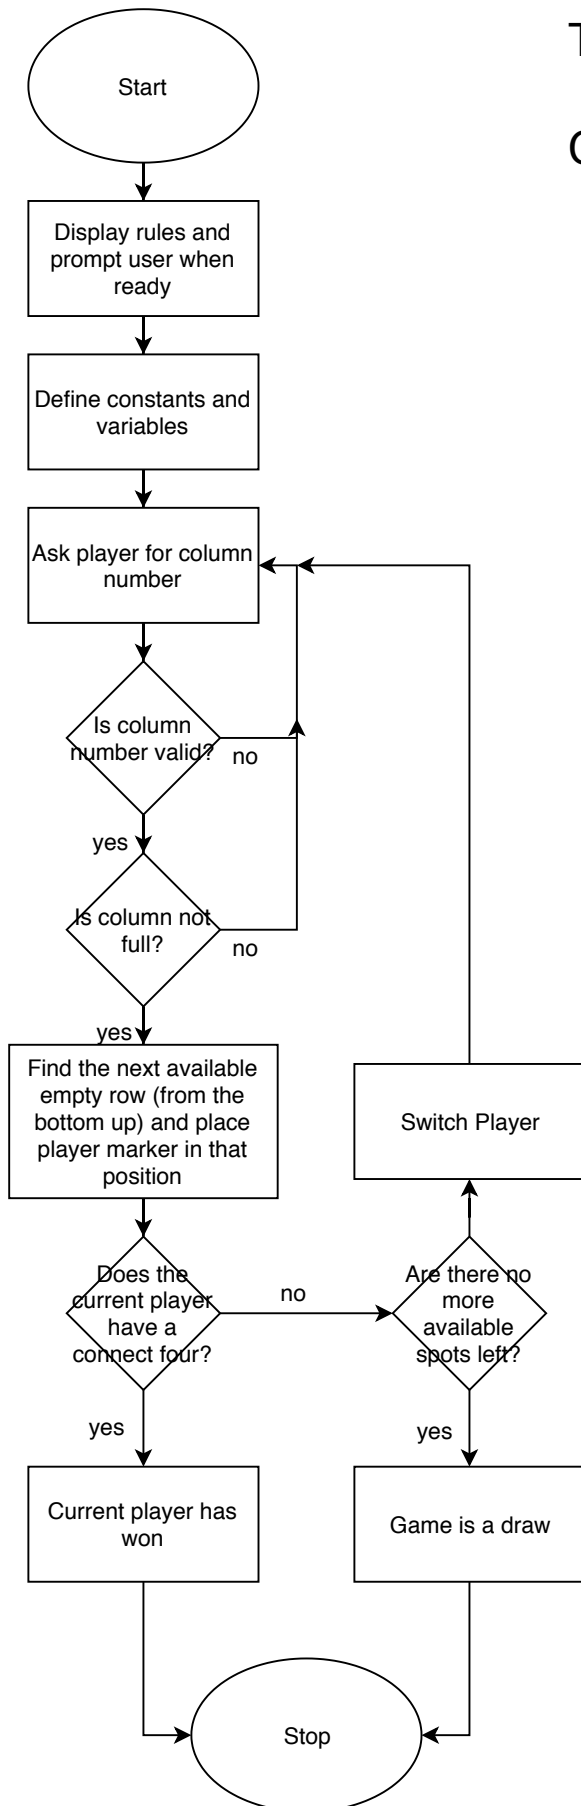 Start
Display rules and
prompt user when
ready
Define constants and
variables
Ask player for column
number
Is column
number valid?
no
yes
Is column not
full?
no
yes
Find the next available
empty row (from the
bottom up) and place
player marker in that
position
Switch Player
Does the
current player
have a
connect four?
no
Are there no
more
available
spots left?
yes
yes
Current player has
won
Game is a draw
Stop